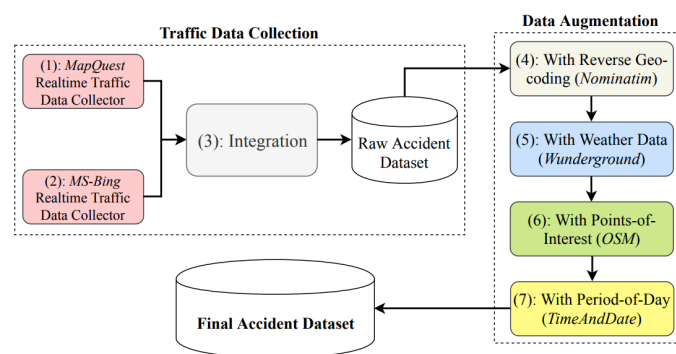 Traffic Data Collection
(1): MapQuest
Realtime Traffic
Data Collector
(2): MS-Bing
Realtime Traffic
Data Collector
(3): Integration
Raw Accident
Dataset
Data Augmentation
(4): With Reverse Geo-
coding (Nominatim)
(5): With Weather Data
(Wunderground)
(6): With Points-of-
Interest (OSM)
(7): With Period-of-Day
(TimeAndDate)
Final Accident Dataset